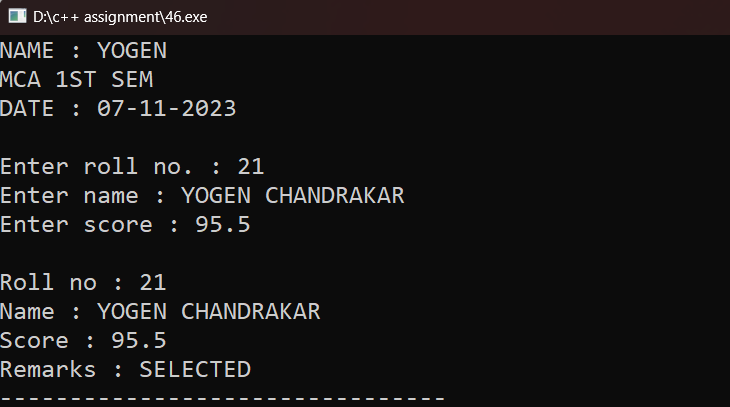 D:\c++ assignment\46.exe
NAME : YOGEN
MCA 1ST SEM
DATE : 07-11-2023
Enter roll no. : 21
Enter name : YOGEN CHANDRAKAR
Enter score : 95.5
Roll no : 21
Name : YOGEN CHANDRAKAR
Score : 95.5
Remarks : SELECTED
--------------------------------